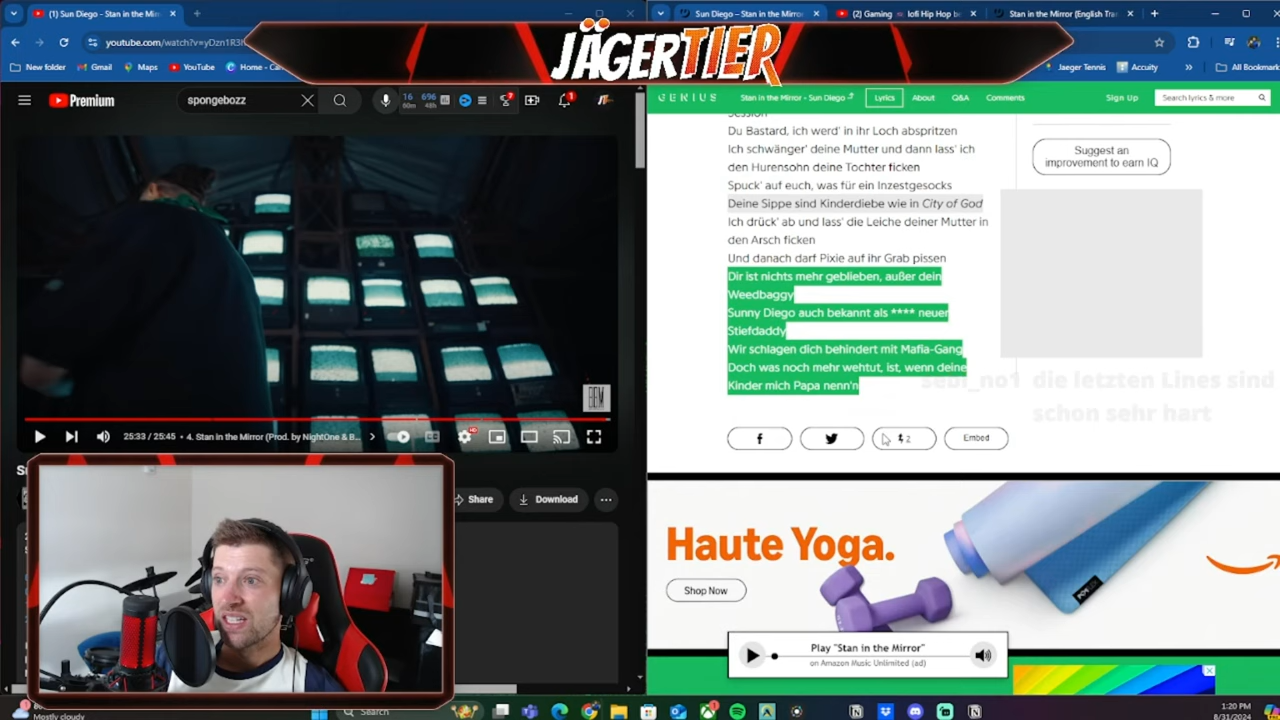 (1) Sun Diego - Stan in the Mirr
youtube.com/watch?v=yDzn1R3
New folder
Gmail
Maps
YouTube
Home - Ca
JÄGERTIER
Sun Diego – Stan in the Mirror
(2) Gaming
lofi Hip Hop b
Stan in the Mirror (English Tra
Jaeger Tennis
Accuity
»
All Bookmark
Premium
spongebozz
16
60m
696
48h
GENIUS
Stan in the Mirror - Sun Diego
Lyrics
About
Q&A
Comments
Sign Up
Search lyrics & more
Session
Du Bastard, ich werd' in ihr Loch abspritzen
Ich schwänger' deine Mutter und dann lass' ich
den Hurensohn deine Tochter ficken
Spuck' auf euch, was für ein Inzestgesocks
Deine Sippe sind Kinderdiebe wie in City of God
Ich drück' ab und lass' die Leiche deiner Mutter in
den Arsch ficken
Und danach darf Pixie auf ihr Grab pissen
Dir ist nichts mehr geblieben, außer dein
Weedbaggy
Sunny Diego auch bekannt als **** neuer
Stiefdaddy
Wir schlagen dich behindert mit Mafia-Gang
Doch was noch mehr wehtut, ist, wenn deine
Kinder mich Papa nenn'n
Suggest an
improvement to earn IQ
sebi_no1 die letzten Lines sind
schon sehr hart
2
Embed
BBM
25:33 / 25:45 • 4. Stan in the Mirror (Prod. by NightOne & B...
Share
Download
Haute Yoga.
Shop Now
Play "Stan in the Mirror"
on Amazon Music Unlimited (ad)
Mostly cloudy
Search
1:20 PM
8/31/2024